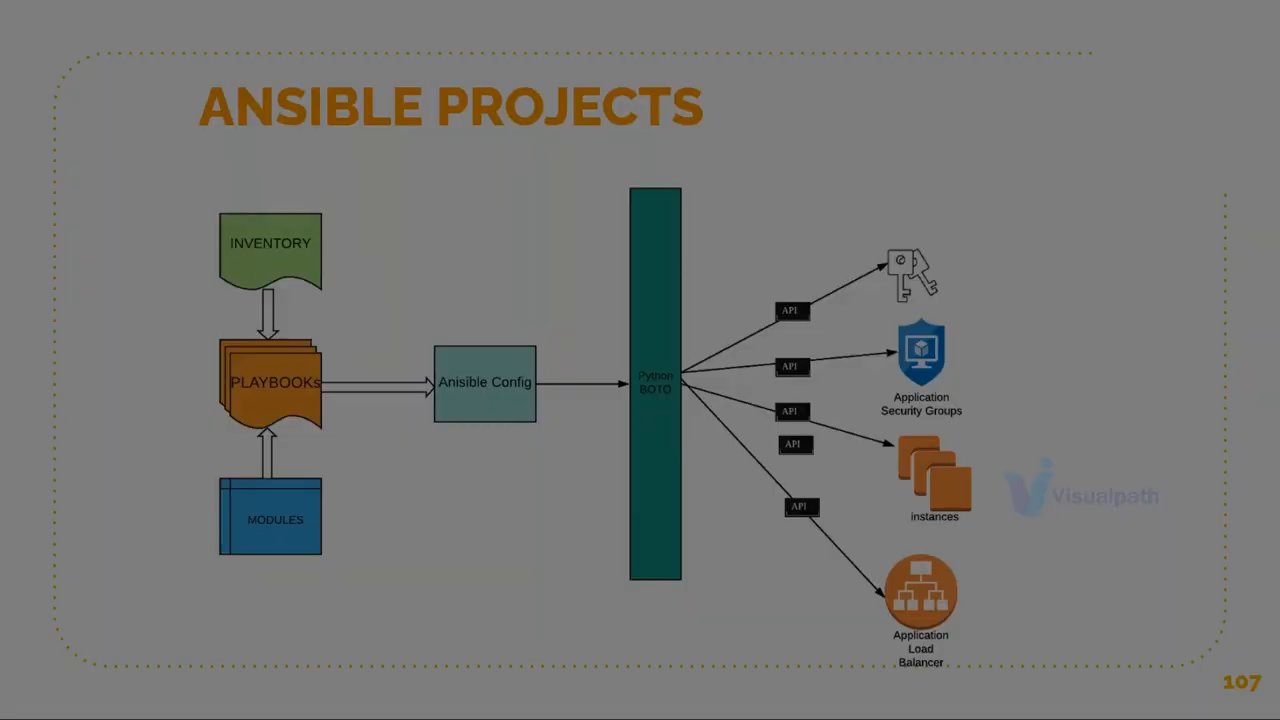 ANSIBLE PROJECTS
INVENTORY
PLAYBOOKs
MODULES
Anisible Config
Python
BOTO
API
API
API
API
API
Application
Security Groups
instances
Visualpath
Application
Load
Balancer
107